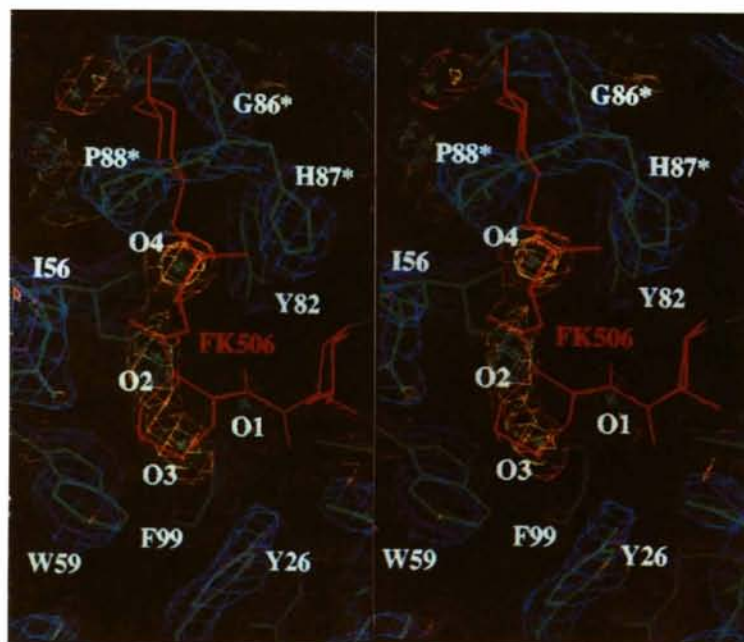 G86*
P88*
H87*
O4
I56
Y82
FK506
O2
O1
O3
F99
W59
Y26
G86*
P88*
H87*
O4
I56
Y82
FK506
O2
O1
O3
F99
W59
Y26